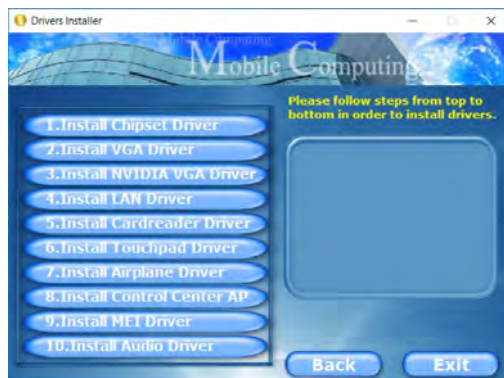 Drivers Installer
Mobile Computing
Mobile Computing
Please follow steps from top to
bottom in order to install drivers.
1.Install Chipset Driver
2.Install VGA Driver
3.Install NVIDIA VGA Driver
4.Install LAN Driver
5.Install Cardreader Driver
6.Install Touchpad Driver
7.Install Airplane Driver
8.Install Control Center AP
9.Install MEI Driver
10.Install Audio Driver
Back
Exit